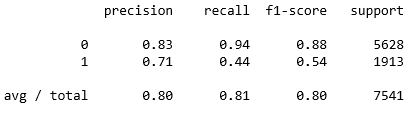 precision recall f1-score support
0 0.83 0.94 0.88 5628
1 0.71 0.44 0.54 1913
avg / total 0.80 0.81 0.80 7541